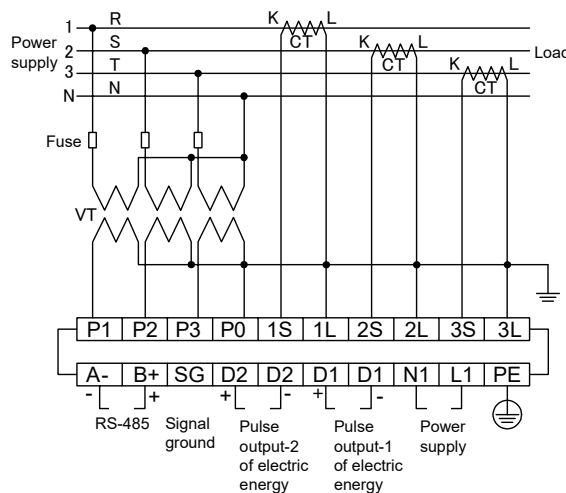 1 R K L
CT
Power supply
2 S K L
CT
Load
3 T K L
CT
N N
Fuse
VT
P1 P2 P3 P0 1S 1L 2S 2L 3S 3L
A- B+ SG D2 D2 D1 D1 N1 L1 PE
- + + - + -
RS-485
Signal
ground
Pulse
output-2
of electric
energy
Pulse
output-1
of electric
energy
Power
supply